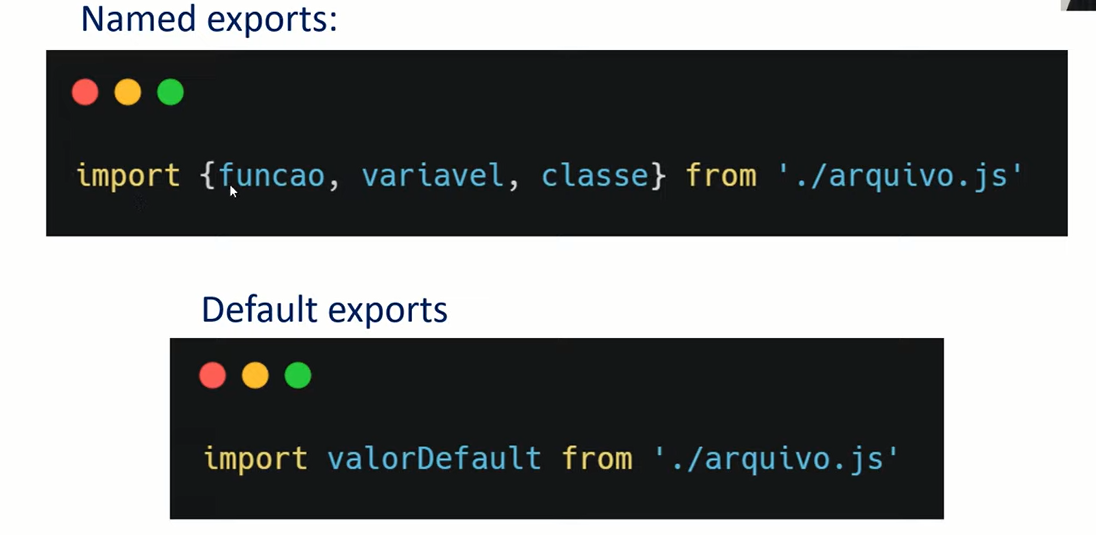 Named exports:
import {funcao, variavel, classe} from './arquivo.js'
Default exports
import valorDefault from './arquivo.js'